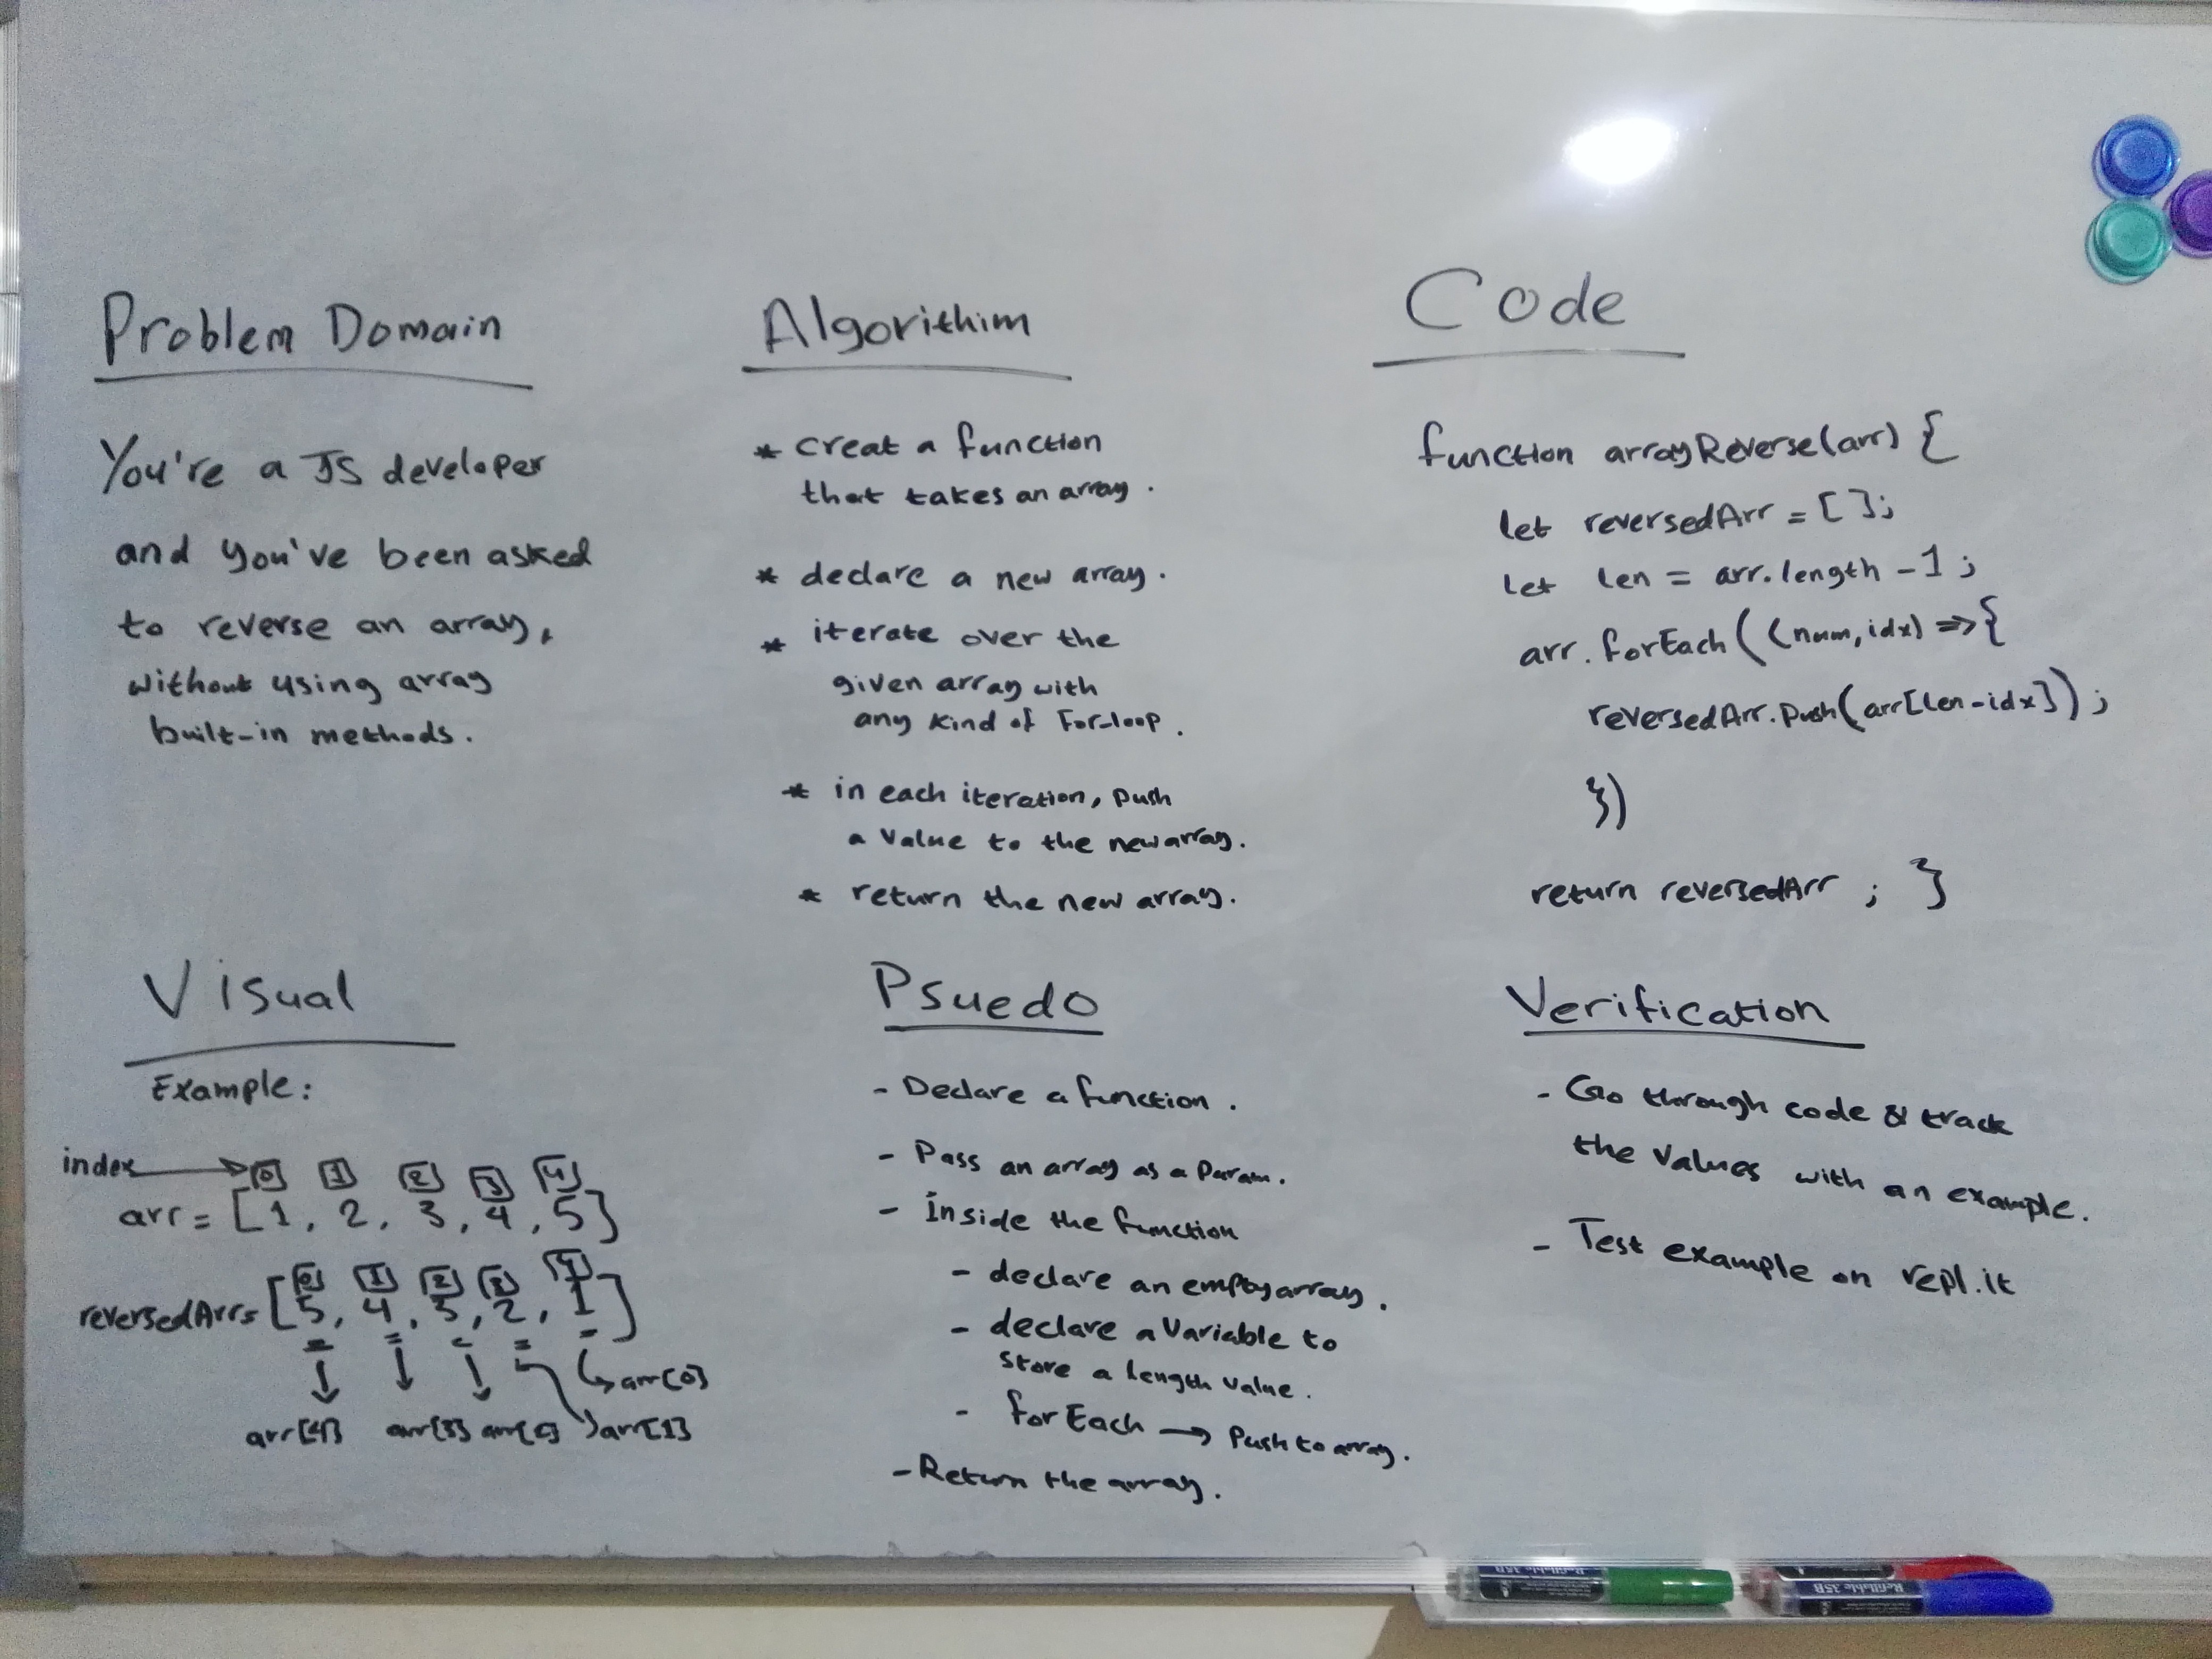 Problem Domain
You're a JS developer
and you've been asked
to reverse an array,
without using array
built-in methods.
Algorithim
* creat a function
that takes an array.
* declare a new array.
* iterate over the
given array with
any kind of For-loop.
* in each iteration, push
a value to the new array.
* return the new array.
Code
function arrayReverse(arr) {
let reversedArr = [ ];
let len = arr.length - 1;
arr.forEach((num, idx) => {
reversedArr.push(arr[len-idx]);
})
return reversedArr ; }
Visual
Example:
index 0 1 2 3 4
arr = [1, 2, 3, 4, 5]
0 1 2 3 4
reversedArr= [5, 4, 3, 2, 1]
arr[0]
arr[4] arr[3] arr[2] arr[1]
Psuedo
- Declare a function.
- Pass an array as a param.
- Inside the function
- declare an empty array.
- declare a variable to
store a length value.
- forEach → Push to array.
- Return the array.
Verification
- Go through code & track
the values with an example.
- Test example on repl.it
Refillable 35B
Refillable 35B